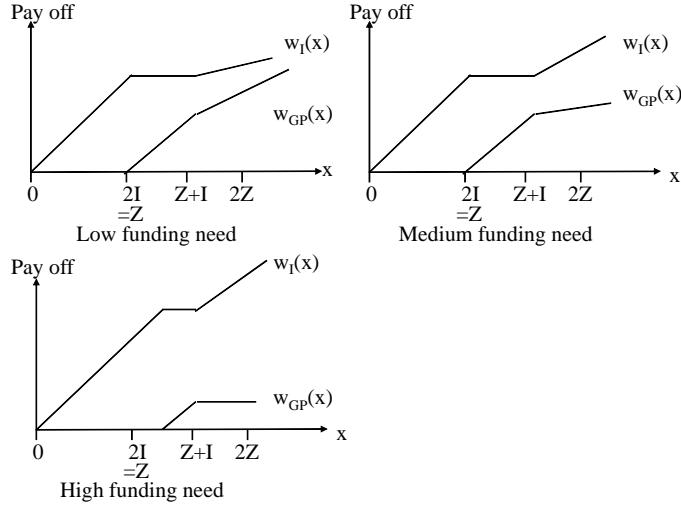 Pay off
w_I(x)
w_GP(x)
x
0
2I
=Z
Z+I
2Z
Low funding need
Pay off
w_I(x)
w_GP(x)
x
0
2I
=Z
Z+I
2Z
Medium funding need
Pay off
w_I(x)
w_GP(x)
x
0
2I
=Z
Z+I
2Z
High funding need